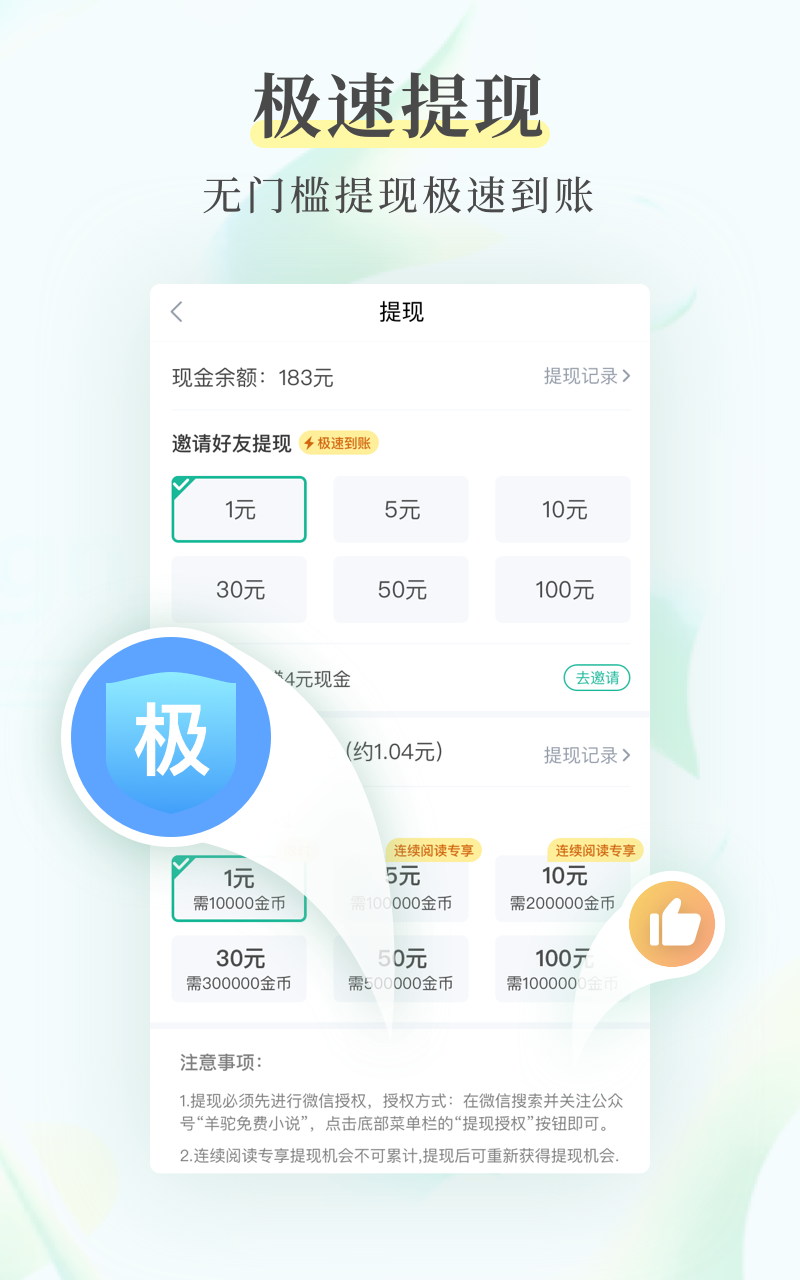 极速提现
无门槛提现极速到账
提现
现金余额：183元
提现记录
邀请好友提现
极速到账
1元
5元
10元
30元
50元
100元
4元现金
去邀请
(约1.04元)
提现记录
极
连续阅读专享
连续阅读专享
1元
5元
10元
需10000金币
需100000金币
需200000金币
30元
50元
100元
需300000金币
需500000金币
需1000000金币
注意事项：
1.提现必须先进行微信授权，授权方式：在微信搜索并关注公众
号“羊驼免费小说”，点击底部菜单栏的“提现授权”按钮即可。
2.连续阅读专享提现机会不可累计,提现后可重新获得提现机会.